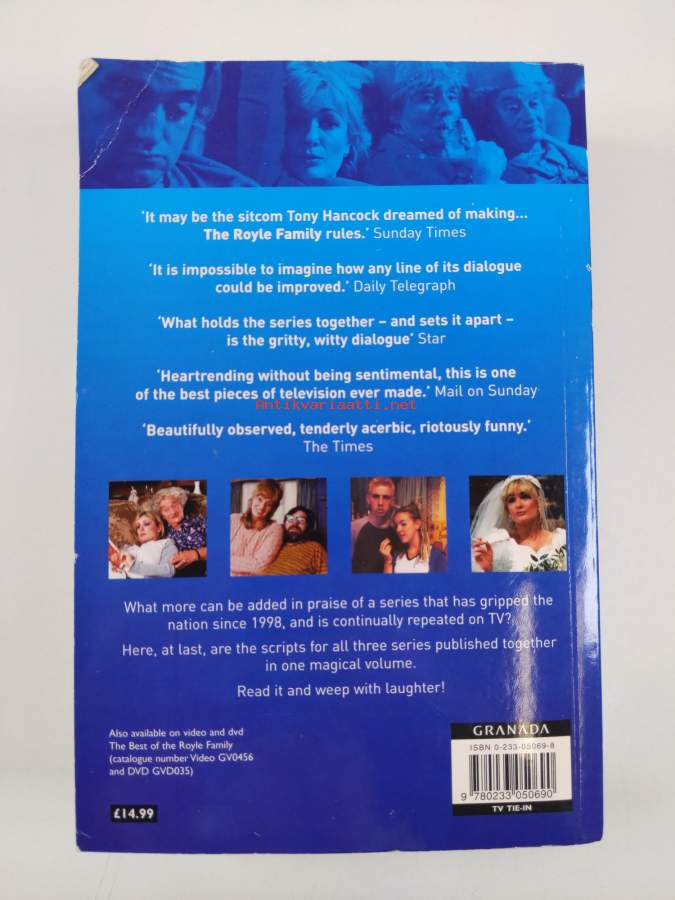 ‘It may be the sitcom Tony Hancock dreamed of making...
The Royle Family rules.’ Sunday Times
‘It is impossible to imagine how any line of its dialogue
could be improved.’ Daily Telegraph
‘What holds the series together – and sets it apart –
is the gritty, witty dialogue’ Star
‘Heartrending without being sentimental, this is one
of the best pieces of television ever made.’ Mail on Sunday
Antikvariaatti.net
‘Beautifully observed, tenderly acerbic, riotously funny.’
The Times
What more can be added in praise of a series that has gripped the
nation since 1998, and is continually repeated on TV?
Here, at last, are the scripts for all three series published together
in one magical volume.
Read it and weep with laughter!
Also available on video and dvd
The Best of the Royle Family
(catalogue number Video GV0456
and DVD GVD035)
£14.99
GRANADA
ISBN 0-233-05069-8
9 780233 050690
TV TIE-IN